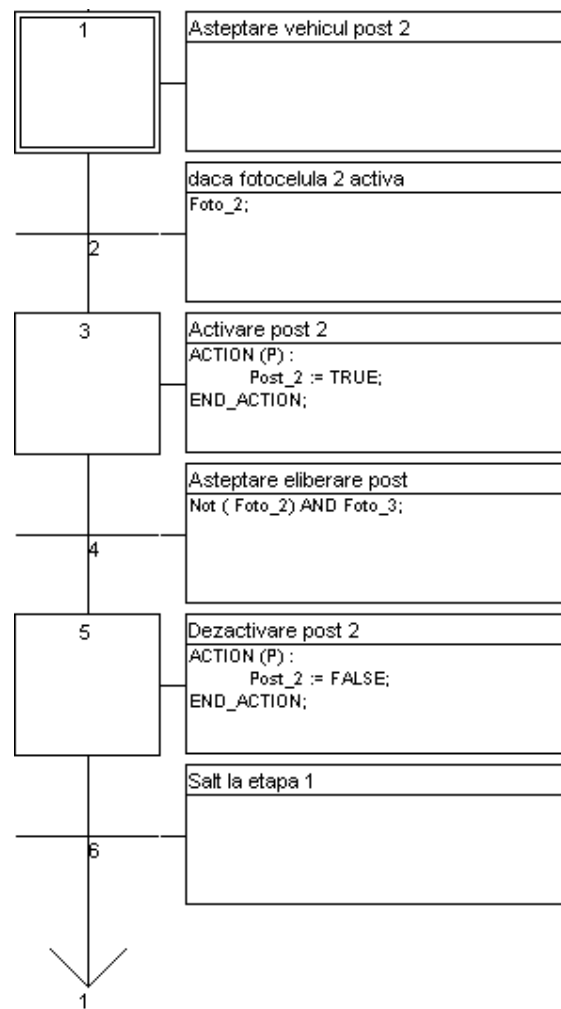 1
Asteptare vehicul post 2
daca fotocelula 2 activa
Foto_2;
2
3
Activare post 2
ACTION (P) :
Post_2 := TRUE;
END_ACTION;
Asteptare eliberare post
Not ( Foto_2) AND Foto_3;
4
5
Dezactivare post 2
ACTION (P) :
Post_2 := FALSE;
END_ACTION;
Salt la etapa 1
6
1